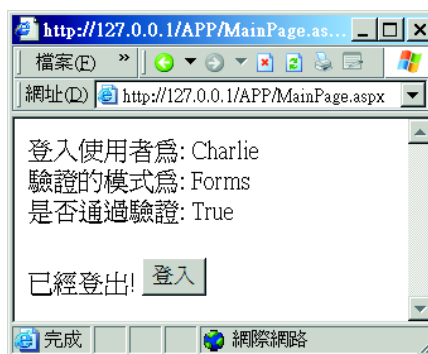 http://127.0.0.1/APP/MainPage.as...
檔案(F) »
網址(D) http://127.0.0.1/APP/MainPage.aspx
登入使用者為: Charlie
驗證的模式為: Forms
是否通過驗證: True
已經登出! 登入
完成 網際網路